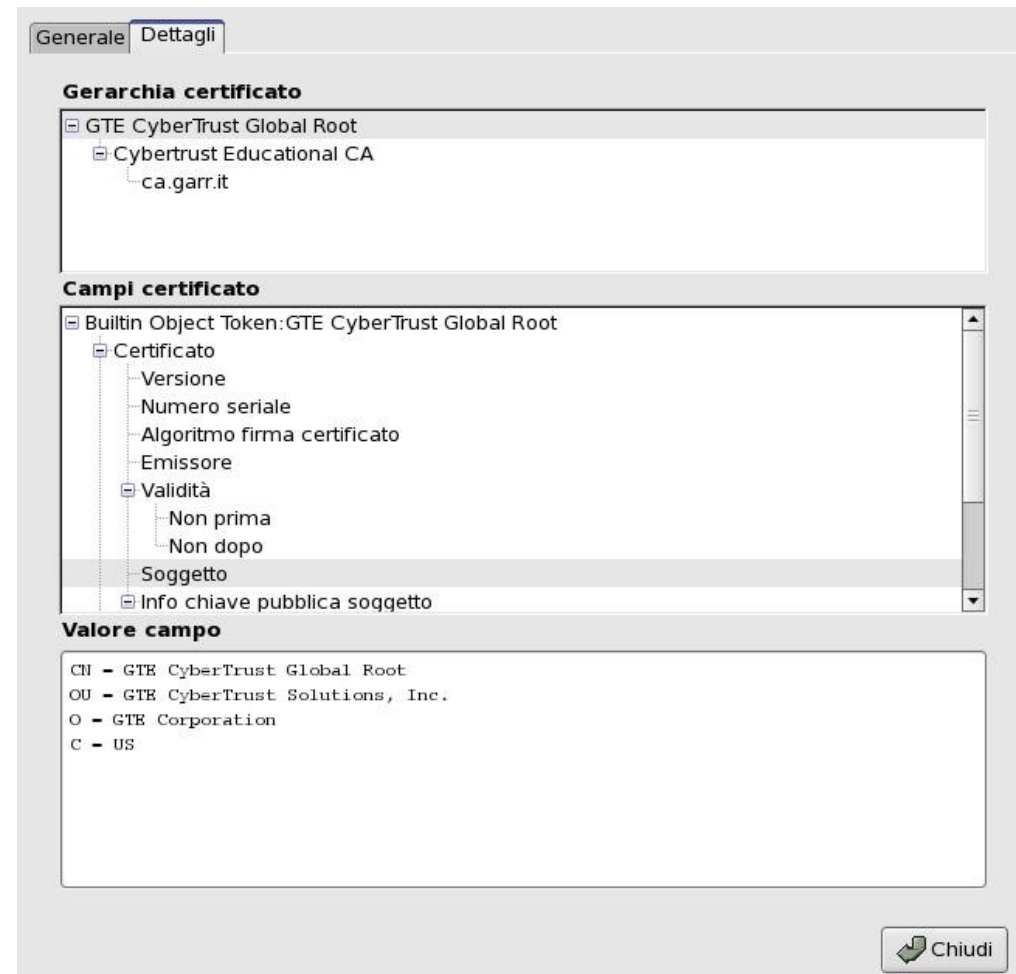 Generale Dettagli
Gerarchia certificato
GTE CyberTrust Global Root
Cybertrust Educational CA
ca.garr.it
Campi certificato
Builtin Object Token:GTE CyberTrust Global Root
Certificato
Versione
Numero seriale
Algoritmo firma certificato
Emissore
Validità
Non prima
Non dopo
Soggetto
Info chiave pubblica soggetto
Valore campo
CN = GTE CyberTrust Global Root
OU = GTE CyberTrust Solutions, Inc.
O = GTE Corporation
C = US
Chiudi